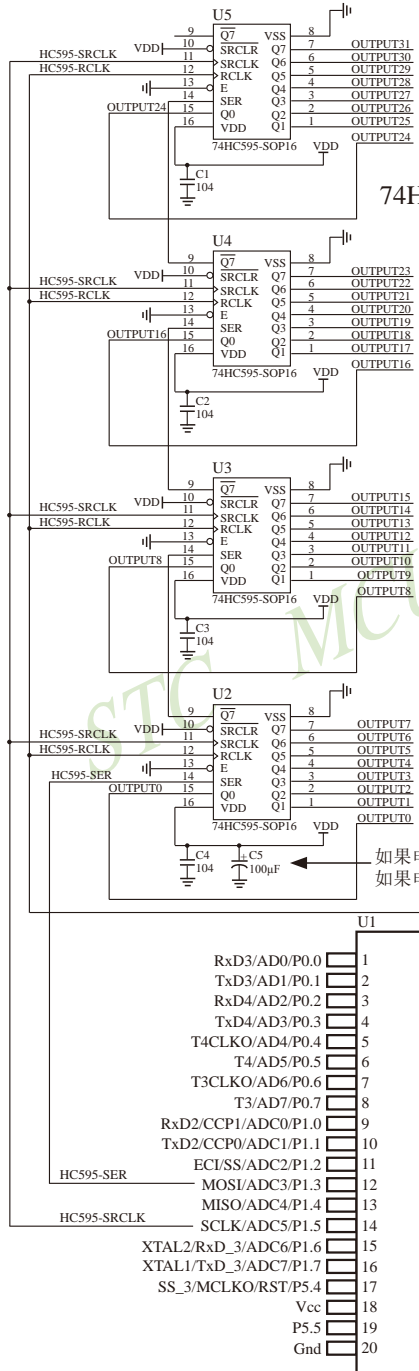 U5
9 Q7 VSS 8
VDD 10 SRCLR Q7 7 OUTPUT31
HC595-SRCLK 11 SRCLK Q6 6 OUTPUT30
HC595-RCLK 12 RCLK Q5 5 OUTPUT29
13 E Q4 4 OUTPUT28
14 SER Q3 3 OUTPUT27
OUTPUT24 15 Q0 Q2 2 OUTPUT26
16 VDD Q1 1 OUTPUT25
74HC595-SOP16 VDD OUTPUT24
C1
104
74H
U4
9 Q7 VSS 8
VDD 10 SRCLR Q7 7 OUTPUT23
HC595-SRCLK 11 SRCLK Q6 6 OUTPUT22
HC595-RCLK 12 RCLK Q5 5 OUTPUT21
13 E Q4 4 OUTPUT20
14 SER Q3 3 OUTPUT19
OUTPUT16 15 Q0 Q2 2 OUTPUT18
16 VDD Q1 1 OUTPUT17
74HC595-SOP16 VDD OUTPUT16
C2
104
U3
9 Q7 VSS 8
VDD 10 SRCLR Q7 7 OUTPUT15
HC595-SRCLK 11 SRCLK Q6 6 OUTPUT14
HC595-RCLK 12 RCLK Q5 5 OUTPUT13
13 E Q4 4 OUTPUT12
14 SER Q3 3 OUTPUT11
OUTPUT8 15 Q0 Q2 2 OUTPUT10
16 VDD Q1 1 OUTPUT9
74HC595-SOP16 VDD OUTPUT8
C3
104
STC MCU
U2
9 Q7 VSS 8
VDD 10 SRCLR Q7 7 OUTPUT7
HC595-SRCLK 11 SRCLK Q6 6 OUTPUT6
HC595-RCLK 12 RCLK Q5 5 OUTPUT5
13 E Q4 4 OUTPUT4
HC595-SER 14 SER Q3 3 OUTPUT3
OUTPUT0 15 Q0 Q2 2 OUTPUT2
16 VDD Q1 1 OUTPUT1
74HC595-SOP16 VDD OUTPUT0
C4
104
+ C5
100μF
如果
如果
U1
RxD3/AD0/P0.0 1
TxD3/AD1/P0.1 2
RxD4/AD2/P0.2 3
TxD4/AD3/P0.3 4
T4CLKO/AD4/P0.4 5
T4/AD5/P0.5 6
T3CLKO/AD6/P0.6 7
T3/AD7/P0.7 8
RxD2/CCP1/ADC0/P1.0 9
TxD2/CCP0/ADC1/P1.1 10
ECI/SS/ADC2/P1.2 11
HC595-SER MOSI/ADC3/P1.3 12
MISO/ADC4/P1.4 13
HC595-SRCLK SCLK/ADC5/P1.5 14
XTAL2/RxD_3/ADC6/P1.6 15
XTAL1/TxD_3/ADC7/P1.7 16
SS_3/MCLKO/RST/P5.4 17
Vcc 18
P5.5 19
Gnd 20